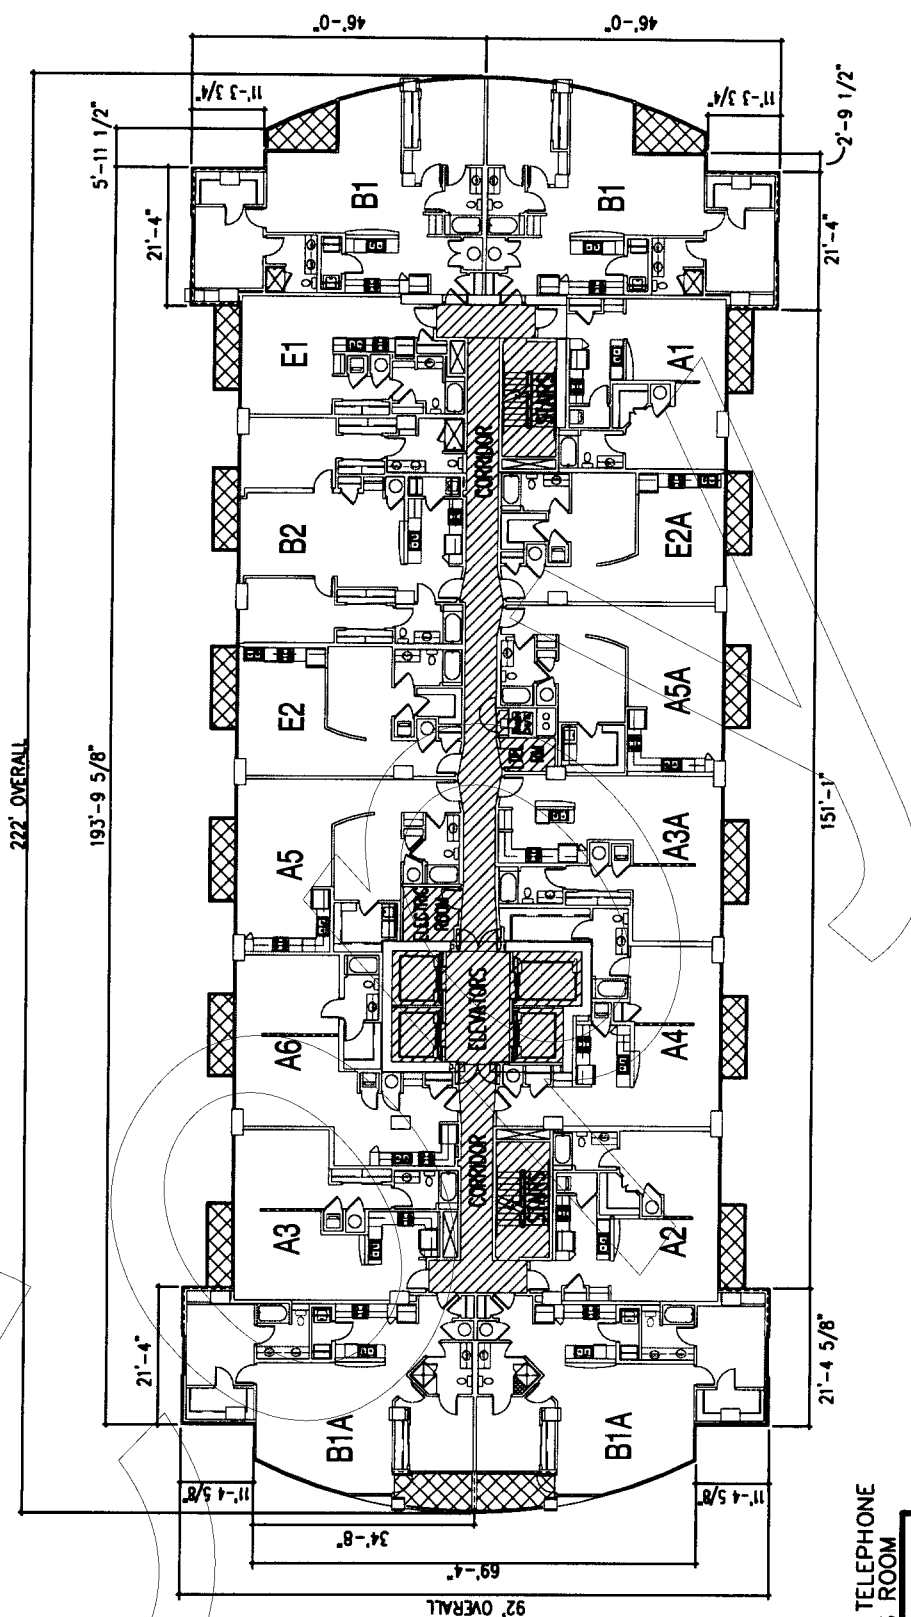 46'-0"
46'-0"
11'-3 3/4"
11'-3 3/4"
5'-11 1/2"
2'-9 1/2"
21'-4"
21'-4"
222' OVERALL
193'-9 5/8"
151'-1"
B1
B1
E1
A1
STAIRS
CORRIDOR
B2
E2A
E2
A5A
RM
A5
A3A
ELECTRIC
ROOM
ELEVATORS
A6
A4
CORRIDOR
STAIRS
A3
A2
21'-4"
21'-4 5/8"
B1A
B1A
11'-4 5/8"
11'-4 5/8"
34'-8"
69'-4"
92' OVERALL
TELEPHONE
ROOM